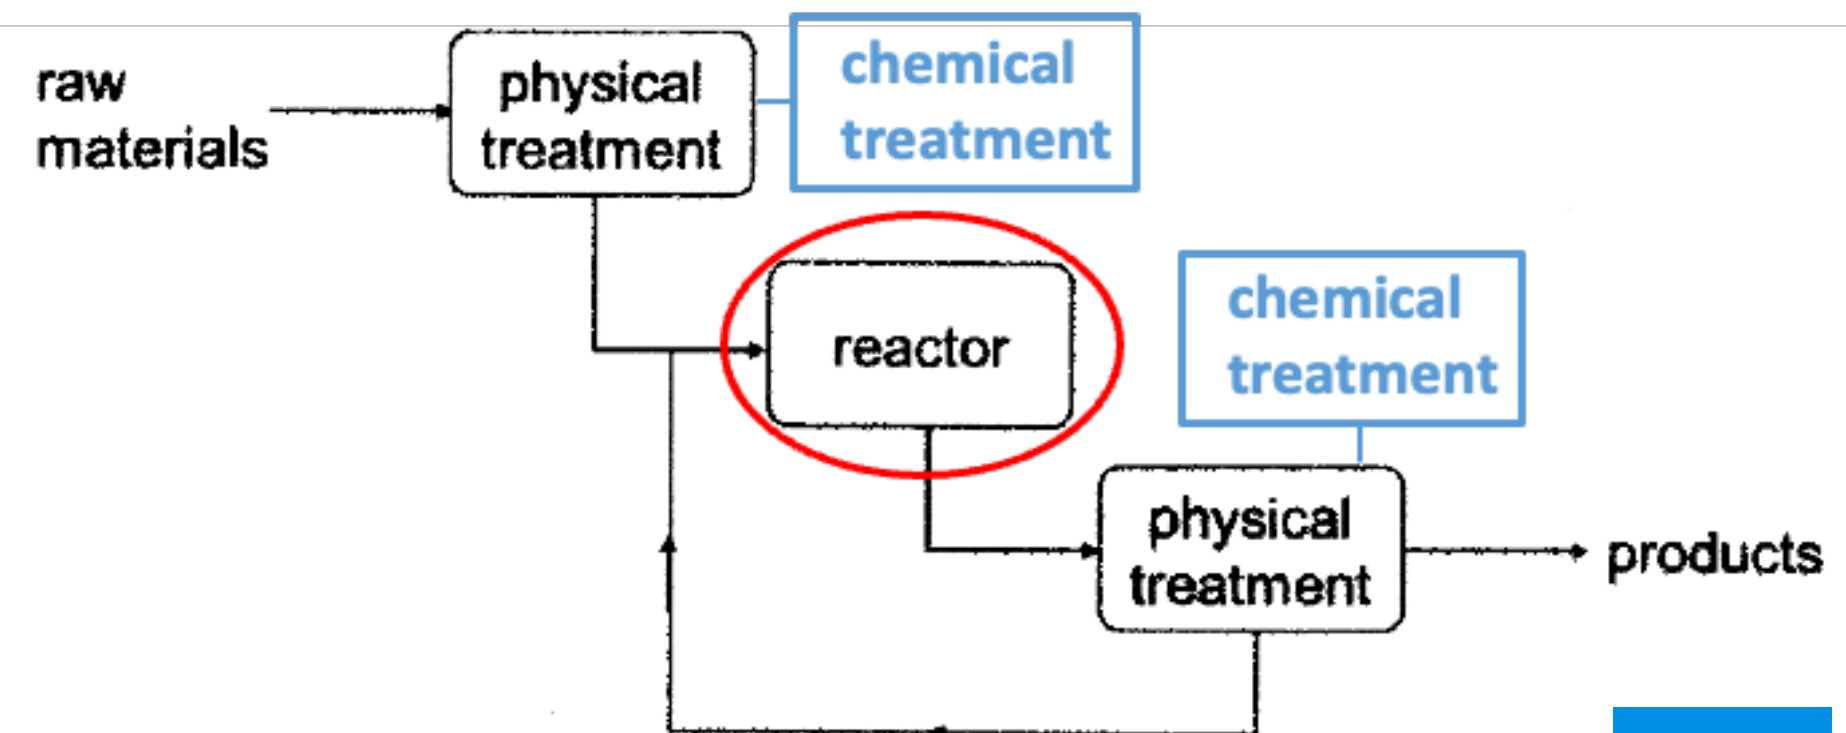 raw
materials
physical
treatment
chemical
treatment
reactor
chemical
treatment
physical
treatment
products